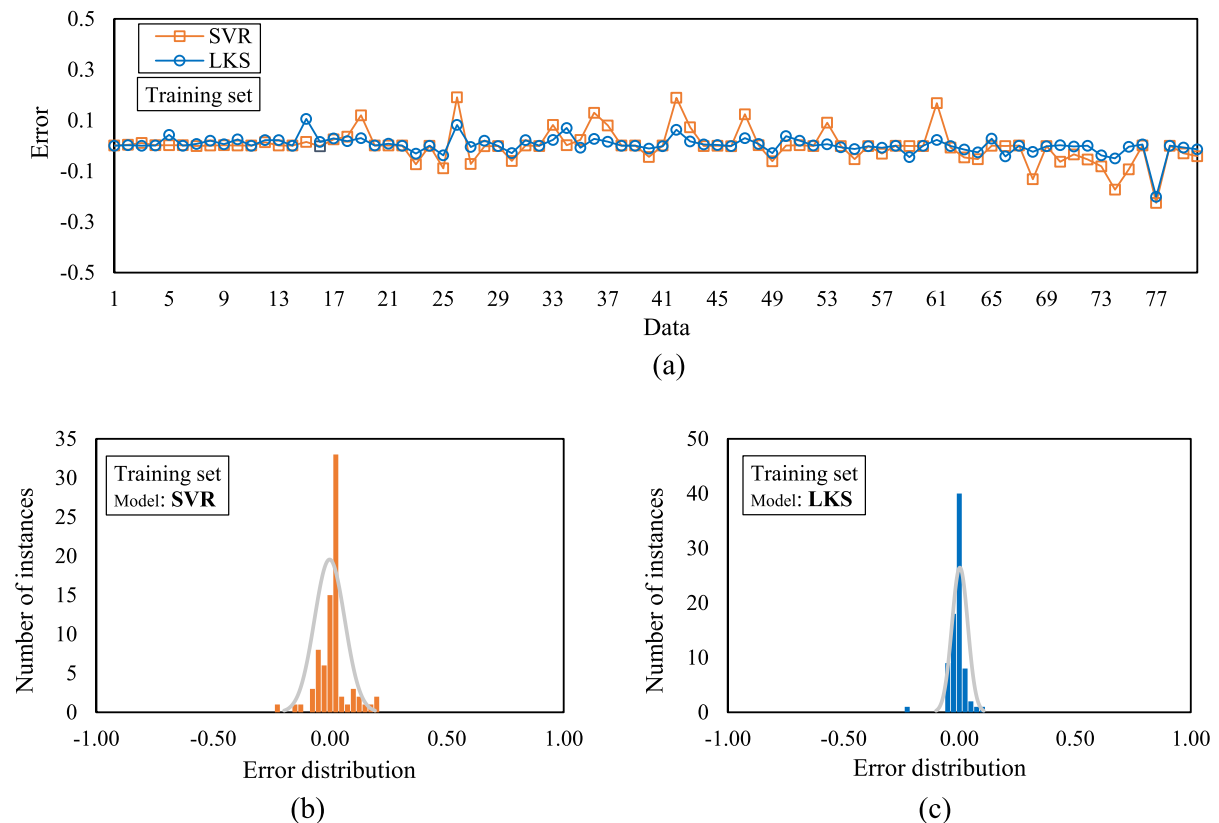 0.5
0.3
0.1
-0.1
-0.3
-0.5
Error
SVR
LKS
Training set
1 5 9 13 17 21 25 29 33 37 41 45 49 53 57 61 65 69 73 77
Data
(a)
35
30
25
20
15
10
5
0
Number of instances
Training set
Model: SVR
-1.00 -0.50 0.00 0.50 1.00
Error distribution
(b)
50
40
30
20
10
0
Number of instances
Training set
Model: LKS
-1.00 -0.50 0.00 0.50 1.00
Error distribution
(c)